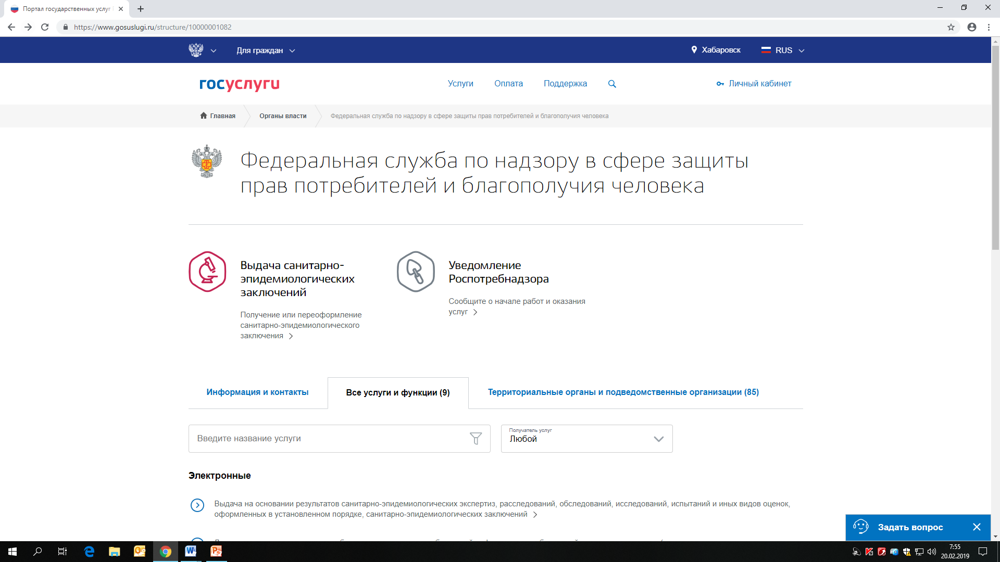 Портал государственных услуг
https://www.gosuslugi.ru/structure/10000001082
Для граждан
Хабаровск
RUS
госуслуги
Услуги
Оплата
Поддержка
Личный кабинет
Главная
Органы власти
Федеральная служба по надзору в сфере защиты прав потребителей и благополучия человека
Федеральная служба по надзору в сфере защиты
прав потребителей и благополучия человека
Выдача санитарно-
эпидемиологических
заключений
Получение или переоформление
санитарно-эпидемиологического
заключения
Уведомление
Роспотребнадзора
Сообщите о начале работ и оказания
услуг
Информация и контакты
Все услуги и функции (9)
Территориальные органы и подведомственные организации (85)
Введите название услуги
Получатель услуг
Любой
Электронные
Выдача на основании результатов санитарно-эпидемиологических экспертиз, расследований, обследований, исследований, испытаний и иных видов оценок,
оформленных в установленном порядке, санитарно-эпидемиологических заключений
Задать вопрос
7:55
20.02.2019